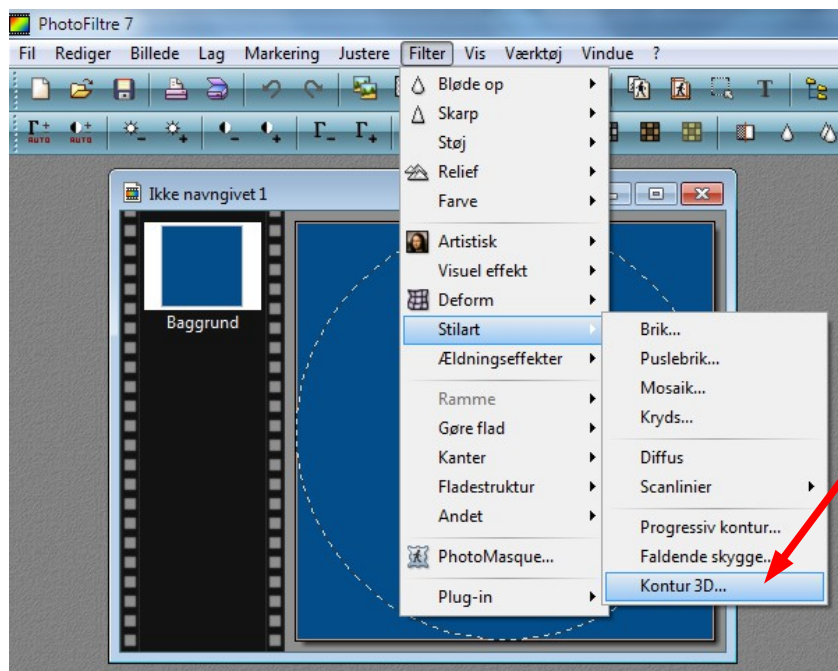 PhotoFiltre 7
Fil Rediger Billede Lag Markering Justere Filter Vis Værktøj Vindue ?
T
Γ+ Γ- Γ+
AUTO AUTO
Ikke navngivet 1
Baggrund
Bløde op
Skarp
Støj
Relief
Farve
Artistisk
Visuel effekt
Deform
Stilart
Ældningseffekter
Ramme
Gøre flad
Kanter
Fladestruktur
Andet
PhotoMasque...
Plug-in
Brik...
Puslebrik...
Mosaik...
Kryds...
Diffus
Scanlinier
Progressiv kontur...
Faldende skygge...
Kontur 3D...